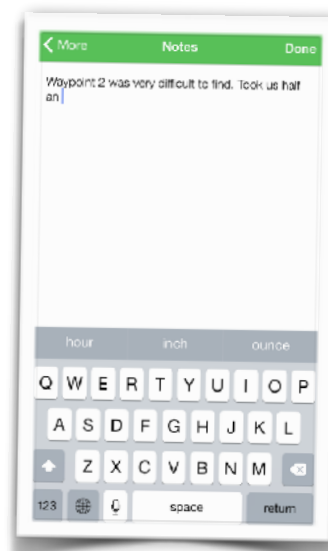 More Notes Done
Waypoint 2 was very difficult to find. Took us half
an
hour inch ounce
Q W E R T Y U I O P
A S D F G H J K L
Z X C V B N M
123 space return